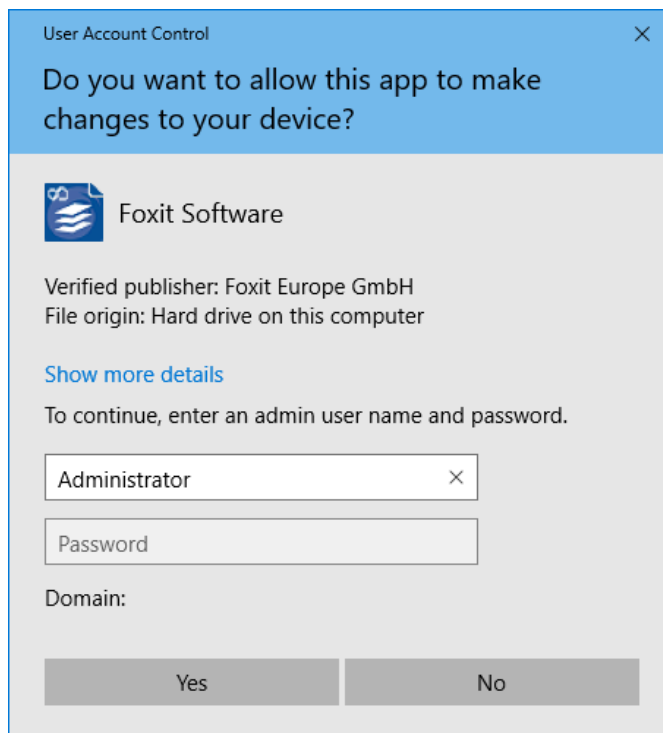 User Account Control
Do you want to allow this app to make
changes to your device?
Foxit Software
Verified publisher: Foxit Europe GmbH
File origin: Hard drive on this computer
Show more details
To continue, enter an admin user name and password.
Administrator
Password
Domain:
Yes
No